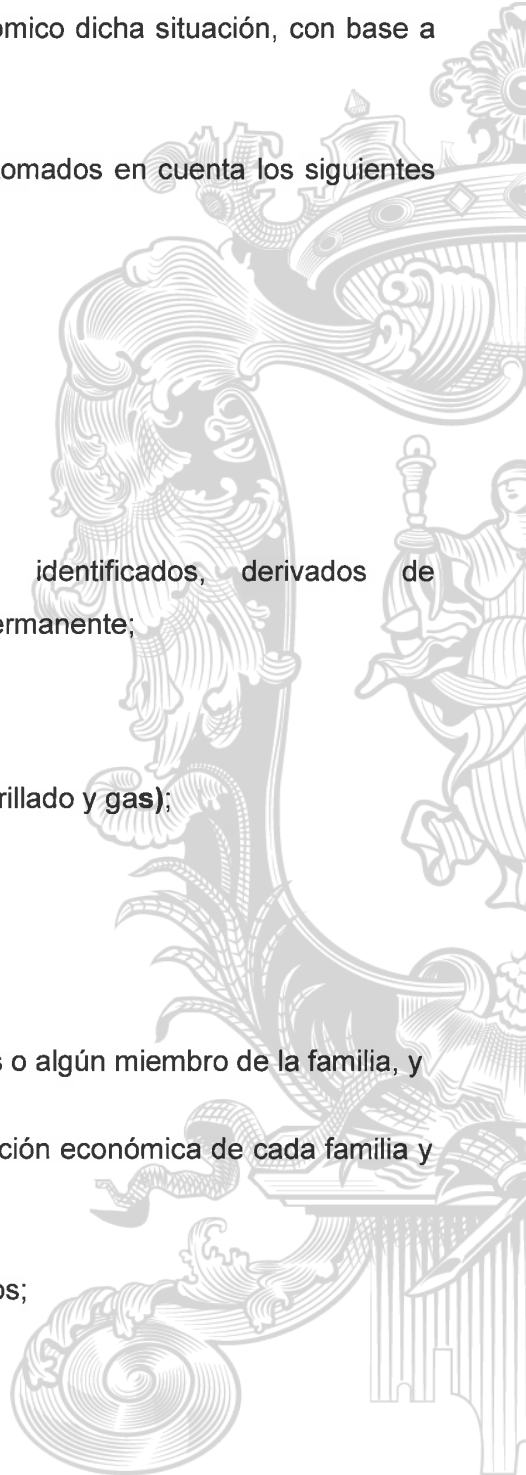 ómico dicha situación, con base a
omados en cuenta los siguientes
identificados, derivados de
ermanente;
rillado y gas);
s o algún miembro de la familia, y
ción económica de cada familia y
os;